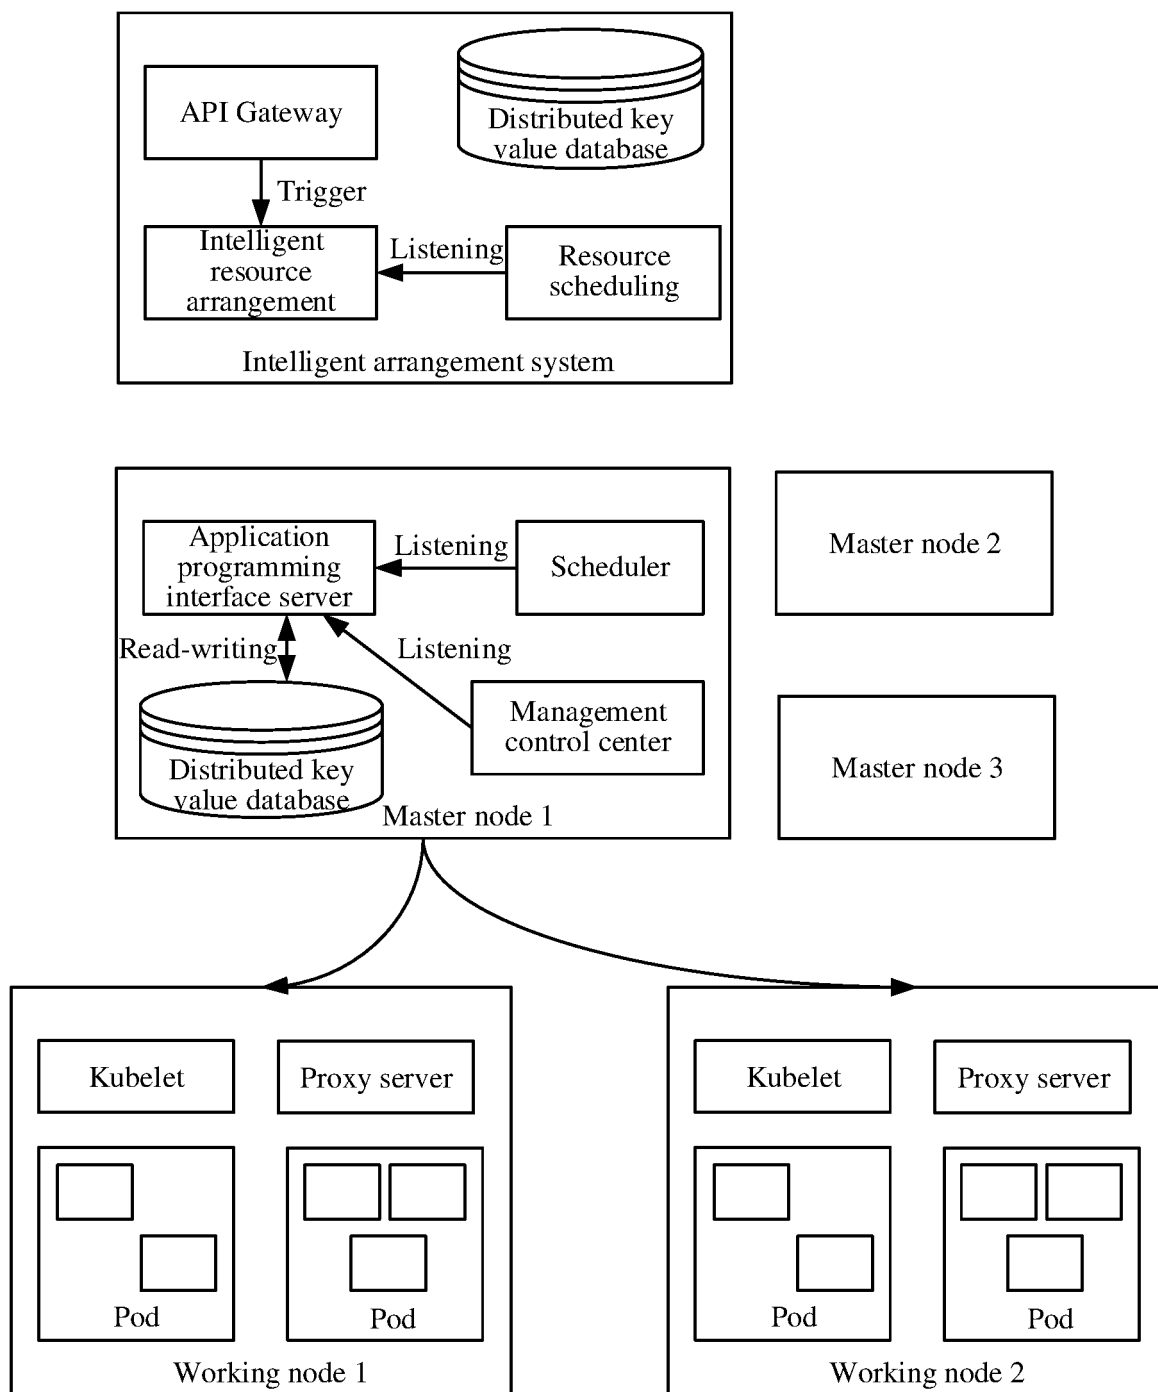 API Gateway
Distributed key
value database
Trigger
Intelligent
resource
arrangement
Listening
Resource
scheduling
Intelligent arrangement system
Application
programming
interface server
Listening
Scheduler
Master node 2
Read-writing
Listening
Management
control center
Distributed key
value database
Master node 1
Master node 3
Kubelet
Proxy server
Pod
Pod
Working node 1
Kubelet
Proxy server
Pod
Pod
Working node 2